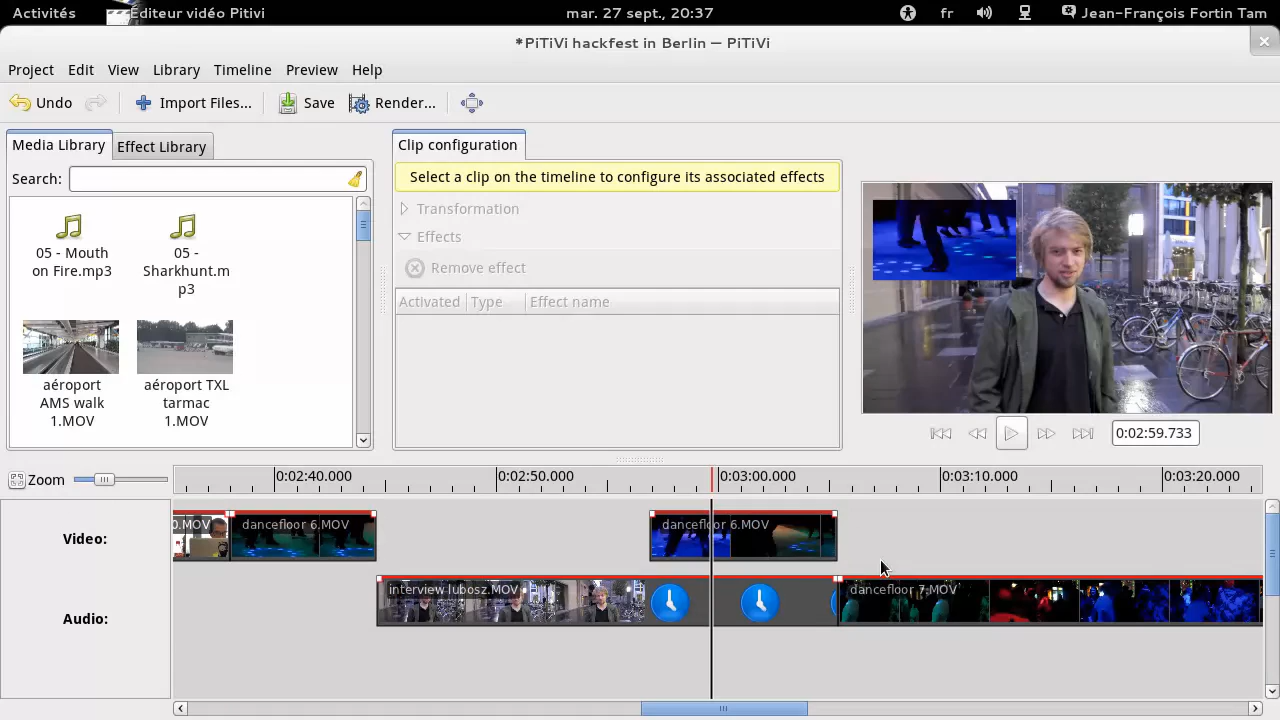 Activités
Éditeur vidéo Pitivi
mar. 27 sept., 20:37
fr
Jean-François Fortin Tam
*PiTiVi hackfest in Berlin — PiTiVi
Project Edit View Library Timeline Preview Help
Undo
Import Files...
Save
Render...
Media Library
Effect Library
Search:
05 - Mouth
on Fire.mp3
05 -
Sharkhunt.m
p3
aéroport
AMS walk
1.MOV
aéroport TXL
tarmac
1.MOV
Clip configuration
Select a clip on the timeline to configure its associated effects
Transformation
Effects
Remove effect
Activated Type Effect name
0:02:59.733
Zoom
0:02:40.000 0:02:50.000 0:03:00.000 0:03:10.000 0:03:20.000
Video:
0.MOV
dancefloor 6.MOV
dancefloor 6.MOV
Audio:
interview lubosz.MOV
dancefloor 7.MOV